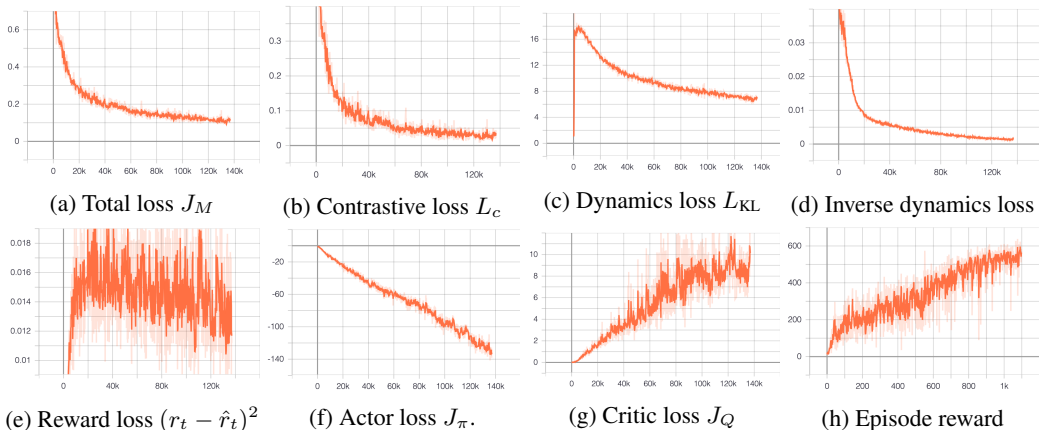 0.6
0.4
0.2
0
0 20k 40k 60k 80k 100k 120k 140k
(a) Total loss J_M
0.4
0.2
0
0 40k 80k 120k
(b) Contrastive loss L_c
16
12
8
4
0
0 20k 40k 60k 80k 100k 120k 140k
(c) Dynamics loss L_KL
0.03
0.02
0.01
0
0 40k 80k 120k
(d) Inverse dynamics loss
0.018
0.016
0.014
0.012
0.01
0 40k 80k 120k
(e) Reward loss (r_t − r̂_t)²
-20
-60
-100
-140
0 20k 40k 60k 80k 100k 120k 140k
(f) Actor loss J_π.
10
8
6
4
2
0
0 20k 40k 60k 80k 100k 120k 140k
(g) Critic loss J_Q
600
400
200
0
0 200 400 600 800 1k
(h) Episode reward